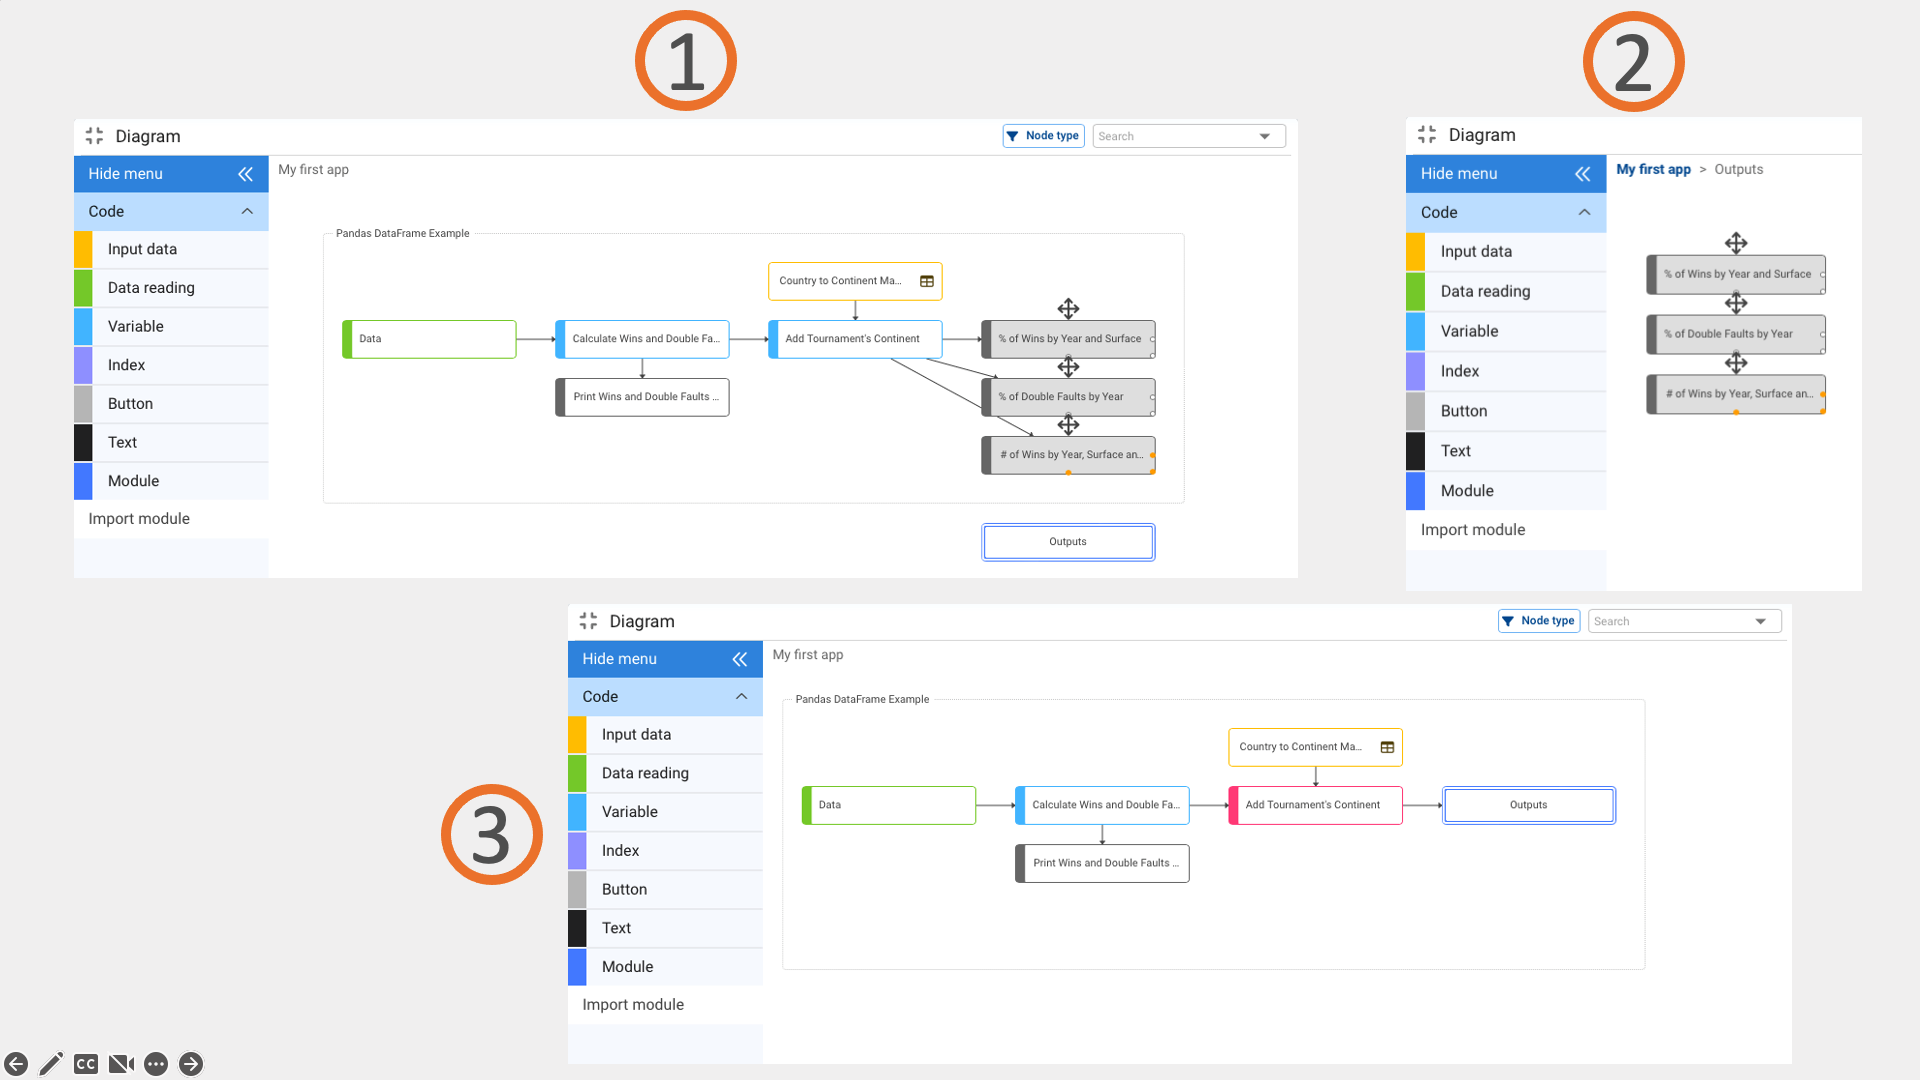 1
Diagram
Node type
Search
Hide menu
My first app
Code
Input data
Data reading
Variable
Index
Button
Text
Module
Import module
Pandas DataFrame Example
Country to Continent Ma...
Data
Calculate Wins and Double Fa...
Add Tournament's Continent
% of Wins by Year and Surface
Print Wins and Double Faults ...
% of Double Faults by Year
# of Wins by Year, Surface an...
Outputs
2
Diagram
Hide menu
My first app > Outputs
Code
Input data
Data reading
Variable
Index
Button
Text
Module
Import module
% of Wins by Year and Surface
% of Double Faults by Year
# of Wins by Year, Surface an...
3
Diagram
Node type
Search
Hide menu
My first app
Code
Input data
Data reading
Variable
Index
Button
Text
Module
Import module
Pandas DataFrame Example
Country to Continent Ma...
Data
Calculate Wins and Double Fa...
Add Tournament's Continent
Outputs
Print Wins and Double Faults ...
CC